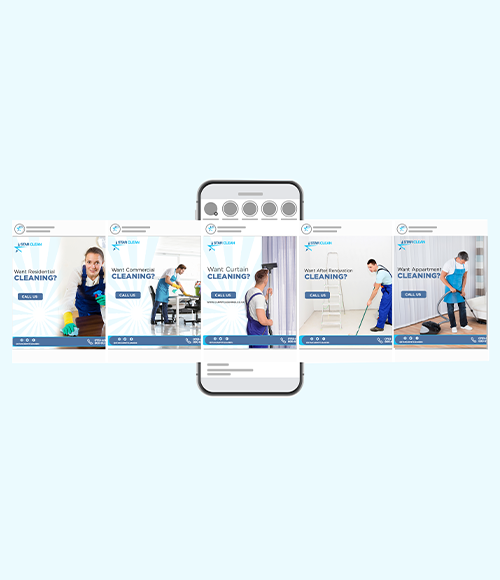 STAR CLEAN
Want Residential
CLEANING?
CALL US
STAR CLEAN
Want Commercial
CLEANING?
CALL US
STAR CLEAN
Want Curtain
CLEANING?
CALL US
STAR CLEAN
Want After Renovation
CLEANING?
CALL US
STAR CLEAN
Want Appartment
CLEANING?
CALL US